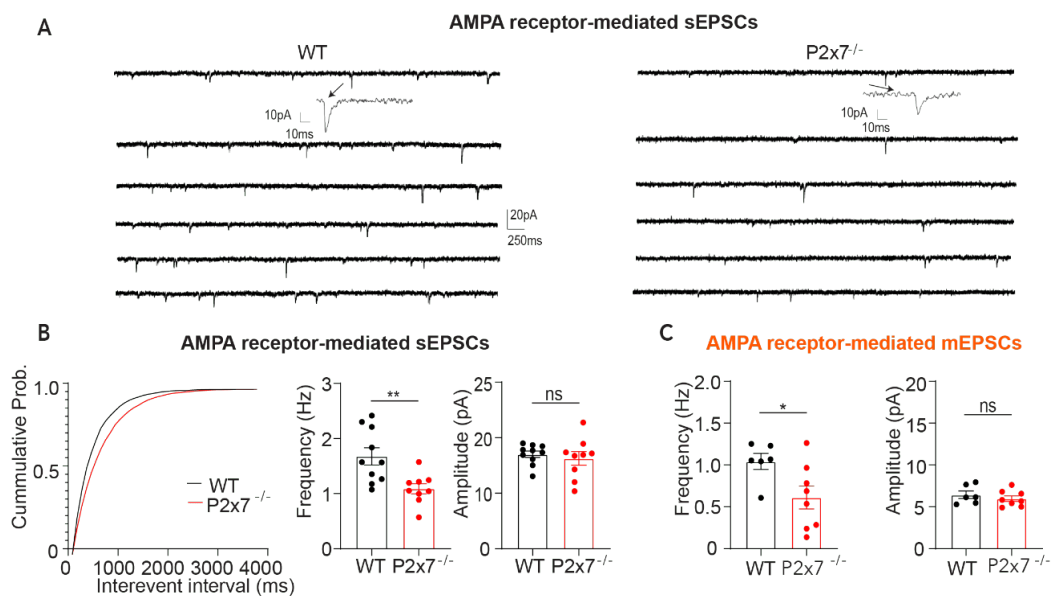 A
AMPA receptor-mediated sEPSCs
WT
P2x7-/-
10pA
10ms
10pA
10ms
20pA
250ms
B
AMPA receptor-mediated sEPSCs
Cummulative Prob.
1.0
0.5
0
0 1000 2000 3000 4000
Interevent interval (ms)
WT
P2x7 -/-
Frequency (Hz)
3
2
1
0
**
WT P2x7-/-
Amplitude (pA)
25
20
15
10
5
0
ns
WT P2x7-/-
C
AMPA receptor-mediated mEPSCs
Frequency (Hz)
2.0
1.5
1.0
0.5
0.0
*
WT P2x7 -/-
Amplitude (pA)
20
15
10
5
0
ns
WT P2x7 -/-